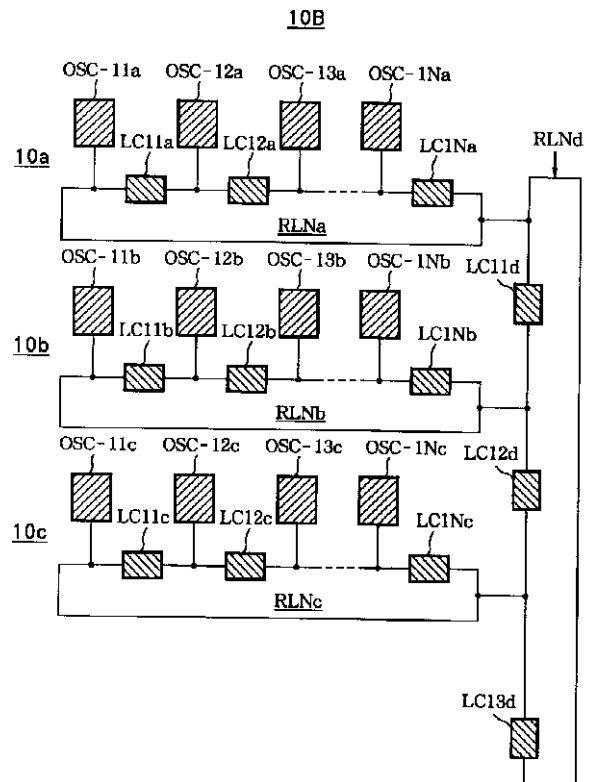 10B
OSC-11a OSC-12a OSC-13a OSC-1Na
LC11a LC12a LC1Na
10a
RLNd
RLNa
OSC-11b OSC-12b OSC-13b OSC-1Nb
LC11d
LC11b LC12b LC1Nb
10b
RLNb
OSC-11c OSC-12c OSC-13c OSC-1Nc
LC12d
LC11c LC12c LC1Nc
10c
RLNc
LC13d